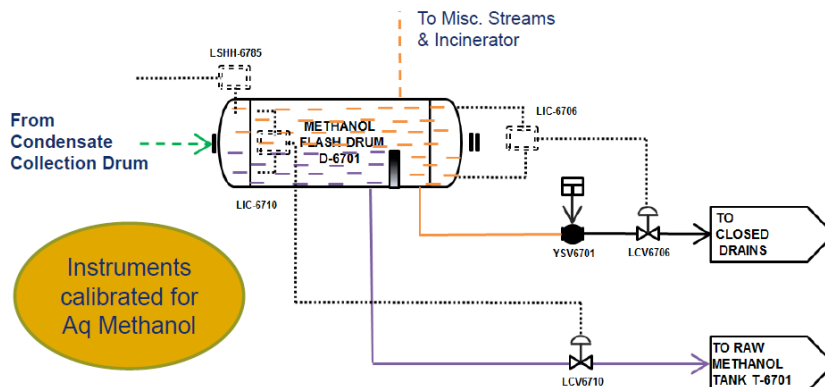 To Misc. Streams
& Incinerator
LSHH-6785
LIC-6706
From
Condensate
Collection Drum
METHANOL
FLASH DRUM
D-6701
LIC-6710
Instruments
calibrated for
Aq Methanol
YSV6701
LCV6706
TO
CLOSED
DRAINS
LCV6710
TO RAW
METHANOL
TANK T-6701